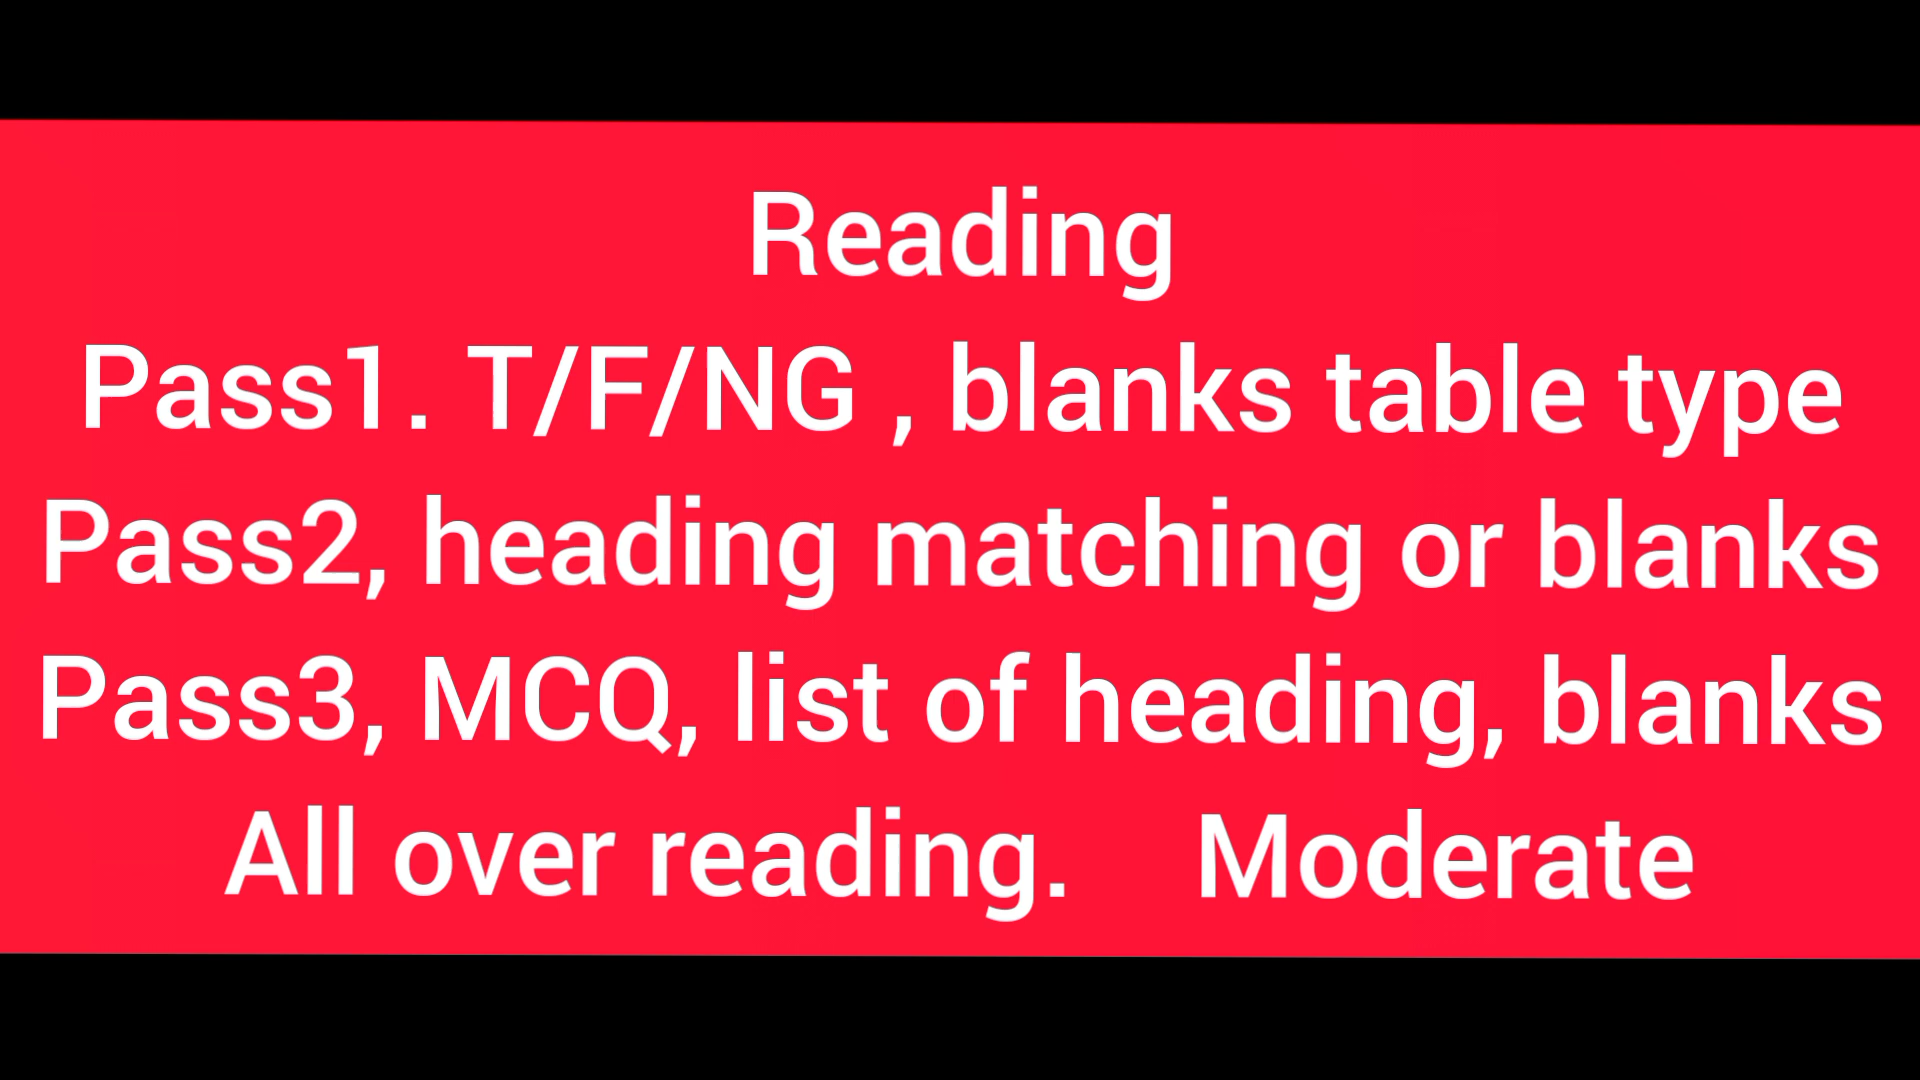 Reading
Pass1. T/F/NG , blanks table type
Pass2, heading matching or blanks
Pass3, MCQ, list of heading, blanks
All over reading. Moderate